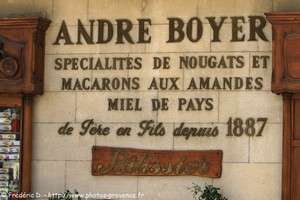 ANDRE BOYER
SPECIALITÉS DE NOUGATS ET
MACARONS AUX AMANDES
MIEL DE PAYS
de Père en Fils depuis 1887
© Frédéric D. - http://www.photos-provence.fr